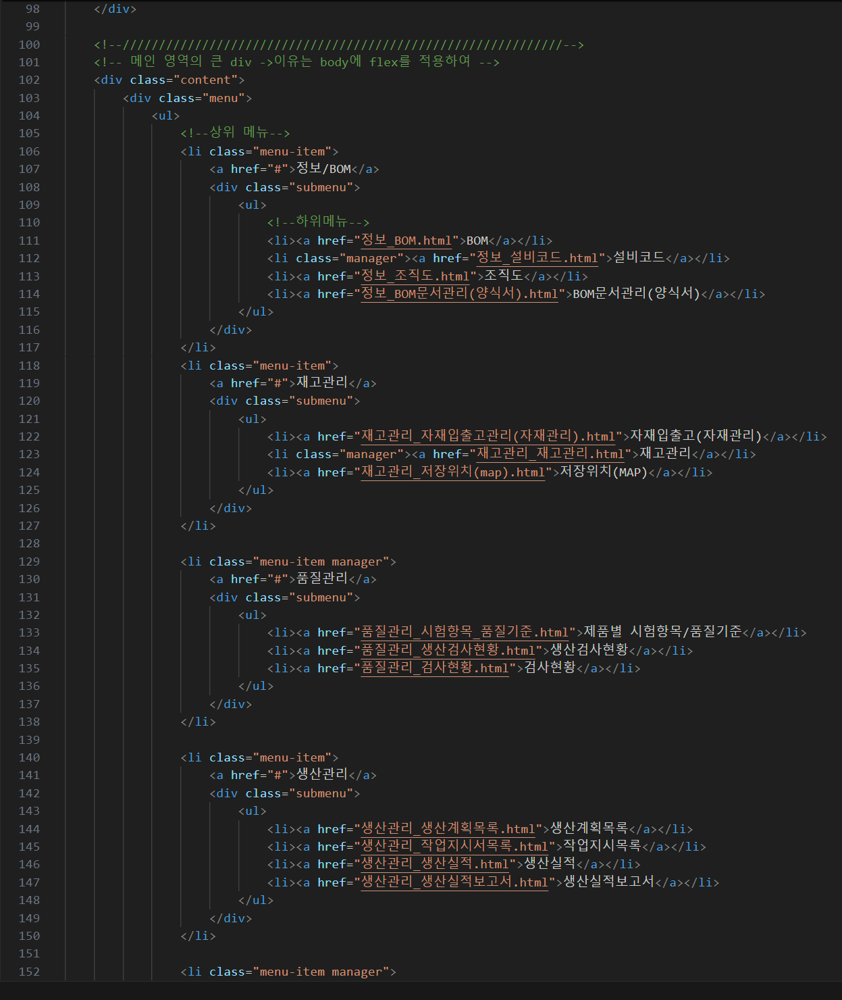 98 </div>
99
100 <!--/////////////////////////////////////////////////////////////-->
101 <!-- 메인 영역의 큰 div ->이유는 body에 flex를 적용하여 -->
102 <div class="content">
103 <div class="menu">
104 <ul>
105 <!--상위 메뉴-->
106 <li class="menu-item">
107 <a href="#">정보/BOM</a>
108 <div class="submenu">
109 <ul>
110 <!--하위메뉴-->
111 <li><a href="정보_BOM.html">BOM</a></li>
112 <li class="manager"><a href="정보_설비코드.html">설비코드</a></li>
113 <li><a href="정보_조직도.html">조직도</a></li>
114 <li><a href="정보_BOM문서관리(양식서).html">BOM문서관리(양식서)</a></li>
115 </ul>
116 </div>
117 </li>
118 <li class="menu-item">
119 <a href="#">재고관리</a>
120 <div class="submenu">
121 <ul>
122 <li><a href="재고관리_자재입출고관리(자재관리).html">자재입출고(자재관리)</a></li>
123 <li class="manager"><a href="재고관리_재고관리.html">재고관리</a></li>
124 <li><a href="재고관리_저장위치(map).html">저장위치(MAP)</a></li>
125 </ul>
126 </div>
127 </li>
128
129 <li class="menu-item manager">
130 <a href="#">품질관리</a>
131 <div class="submenu">
132 <ul>
133 <li><a href="품질관리_시험항목_품질기준.html">제품별 시험항목/품질기준</a></li>
134 <li><a href="품질관리_생산검사현황.html">생산검사현황</a></li>
135 <li><a href="품질관리_검사현황.html">검사현황</a></li>
136 </ul>
137 </div>
138 </li>
139
140 <li class="menu-item">
141 <a href="#">생산관리</a>
142 <div class="submenu">
143 <ul>
144 <li><a href="생산관리_생산계획목록.html">생산계획목록</a></li>
145 <li><a href="생산관리_작업지시서목록.html">작업지시목록</a></li>
146 <li><a href="생산관리_생산실적.html">생산실적</a></li>
147 <li><a href="생산관리_생산실적보고서.html">생산실적보고서</a></li>
148 </ul>
149 </div>
150 </li>
151
152 <li class="menu-item manager">